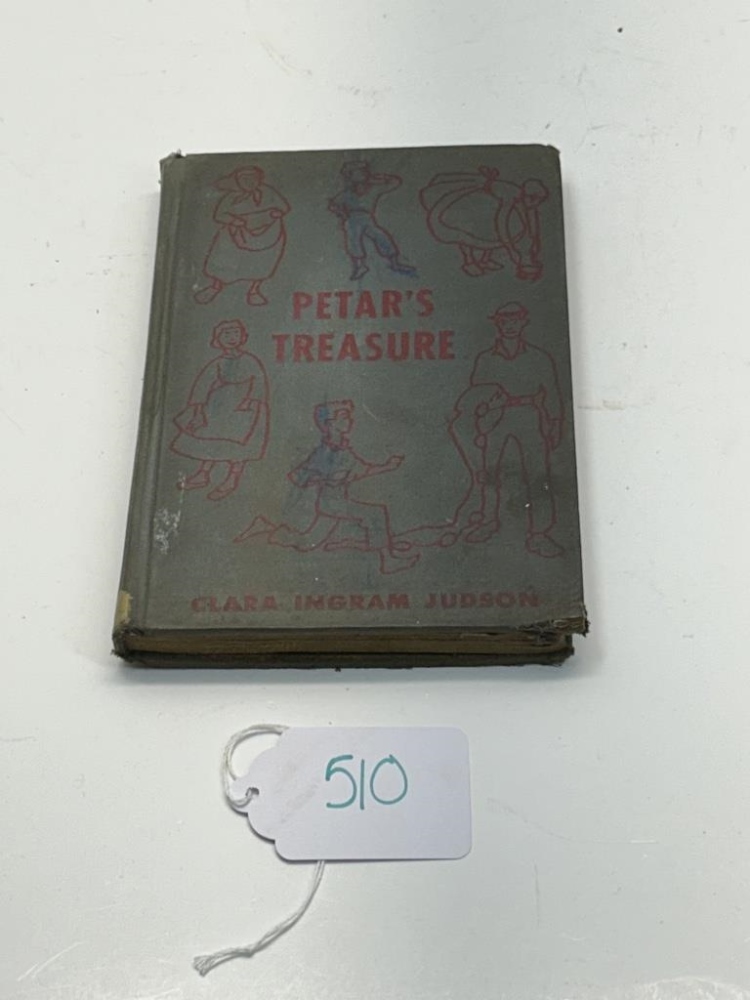 PETAR'S
TREASURE
CLARA INGRAM JUDSON
510